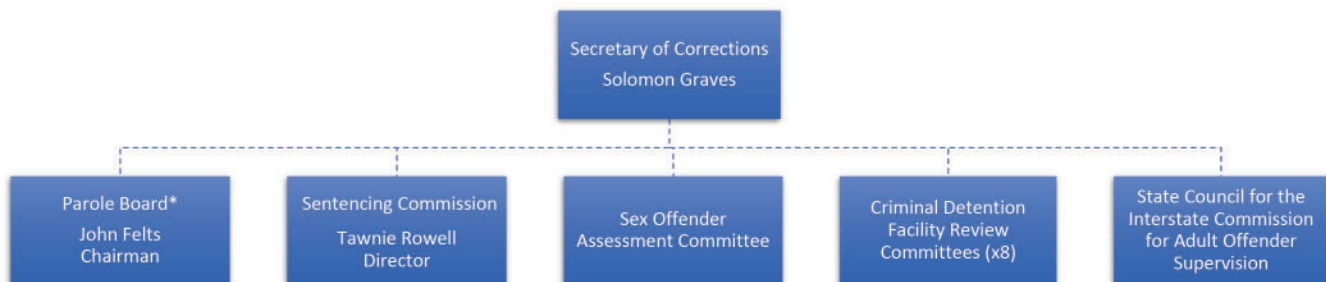 Secretary of Corrections
Solomon Graves
Parole Board*
John Felts
Chairman
Sentencing Commission
Tawnie Rowell
Director
Sex Offender
Assessment Committee
Criminal Detention
Facility Review
Committees (x8)
State Council for the
Interstate Commission
for Adult Offender
Supervision